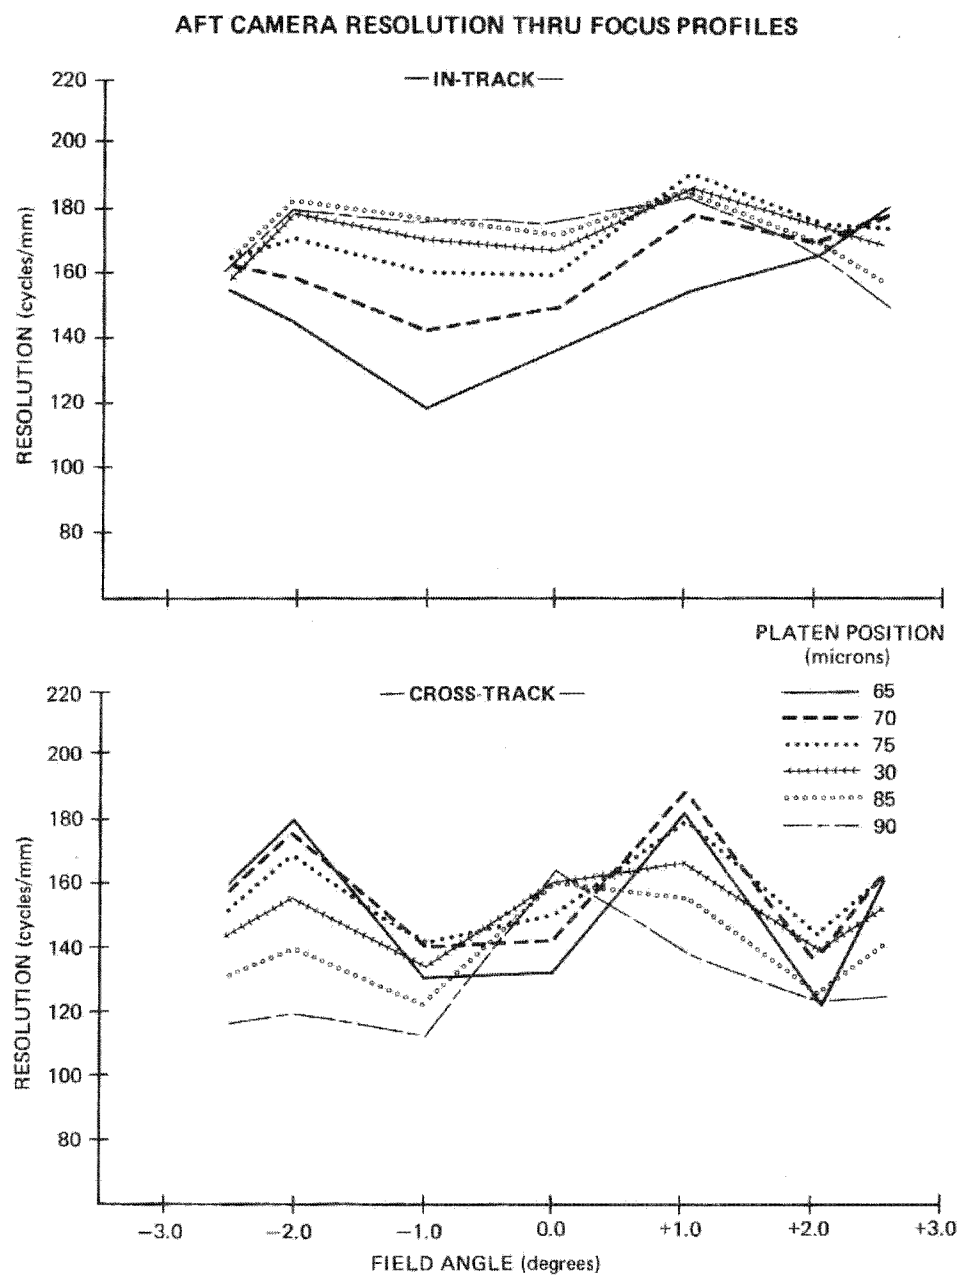 AFT CAMERA RESOLUTION THRU FOCUS PROFILES
IN-TRACK
220
200
180
160
140
120
100
80
RESOLUTION (cycles/mm)
PLATEN POSITION
(microns)
65
70
75
30
85
90
CROSS-TRACK
220
200
180
160
140
120
100
80
RESOLUTION (cycles/mm)
−3.0 −2.0 −1.0 0.0 +1.0 +2.0 +3.0
FIELD ANGLE (degrees)